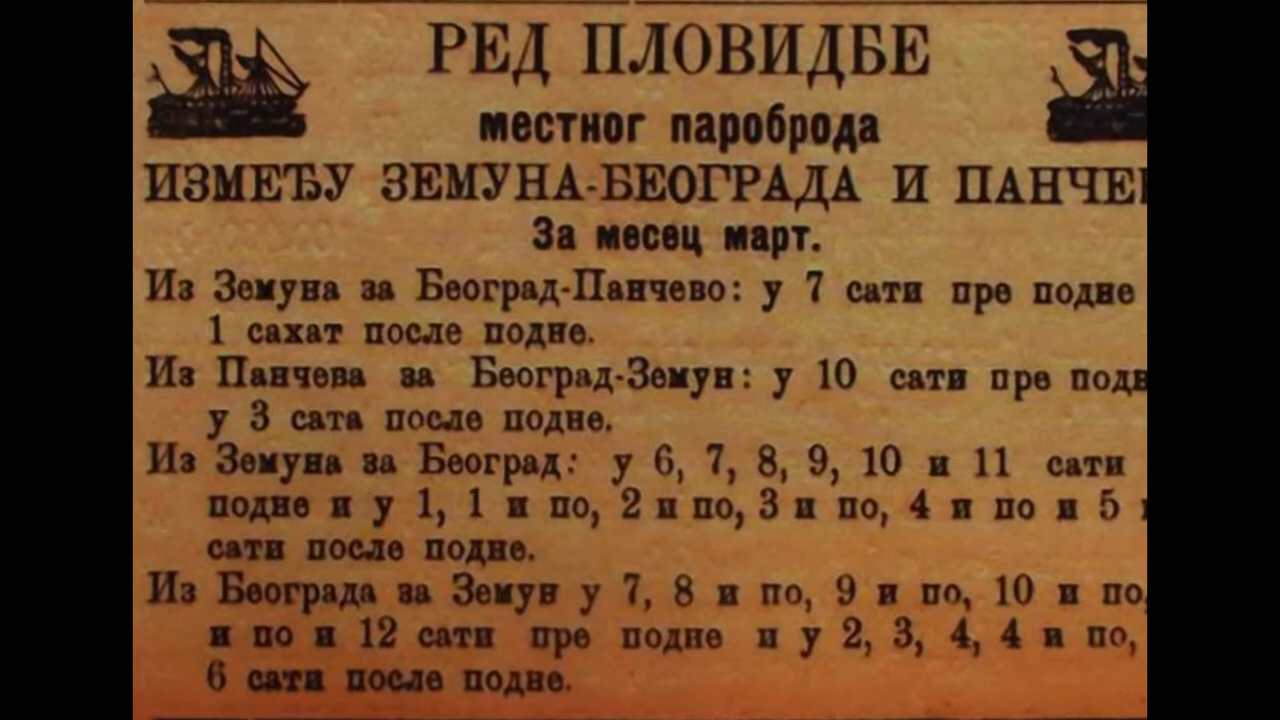 РЕД ПЛОВИДБЕ
местног пароброда
ИЗМЕЂУ ЗЕМУНА-БЕОГРАДА И
За месец март.
Из Земуна за Београд-Панчево: у 7 сати пре подне
1 сахат после подне.
Из Панчева за Београд-Земун: у 10 сати пре
у 3 сата после подне.
Из Земуна за Београд: у 6, 7, 8, 9, 10 и 11 сати
подне и у 1, 1 и по, 2 и по, 3 и по, 4 и по и 5
сати после подне.
Из Београда за Земун у 7, 8 и по, 9 и по, 10 и по,
и по и 12 сати пре подне и у 2, 3, 4, 4 и по,
6 сати после подне.